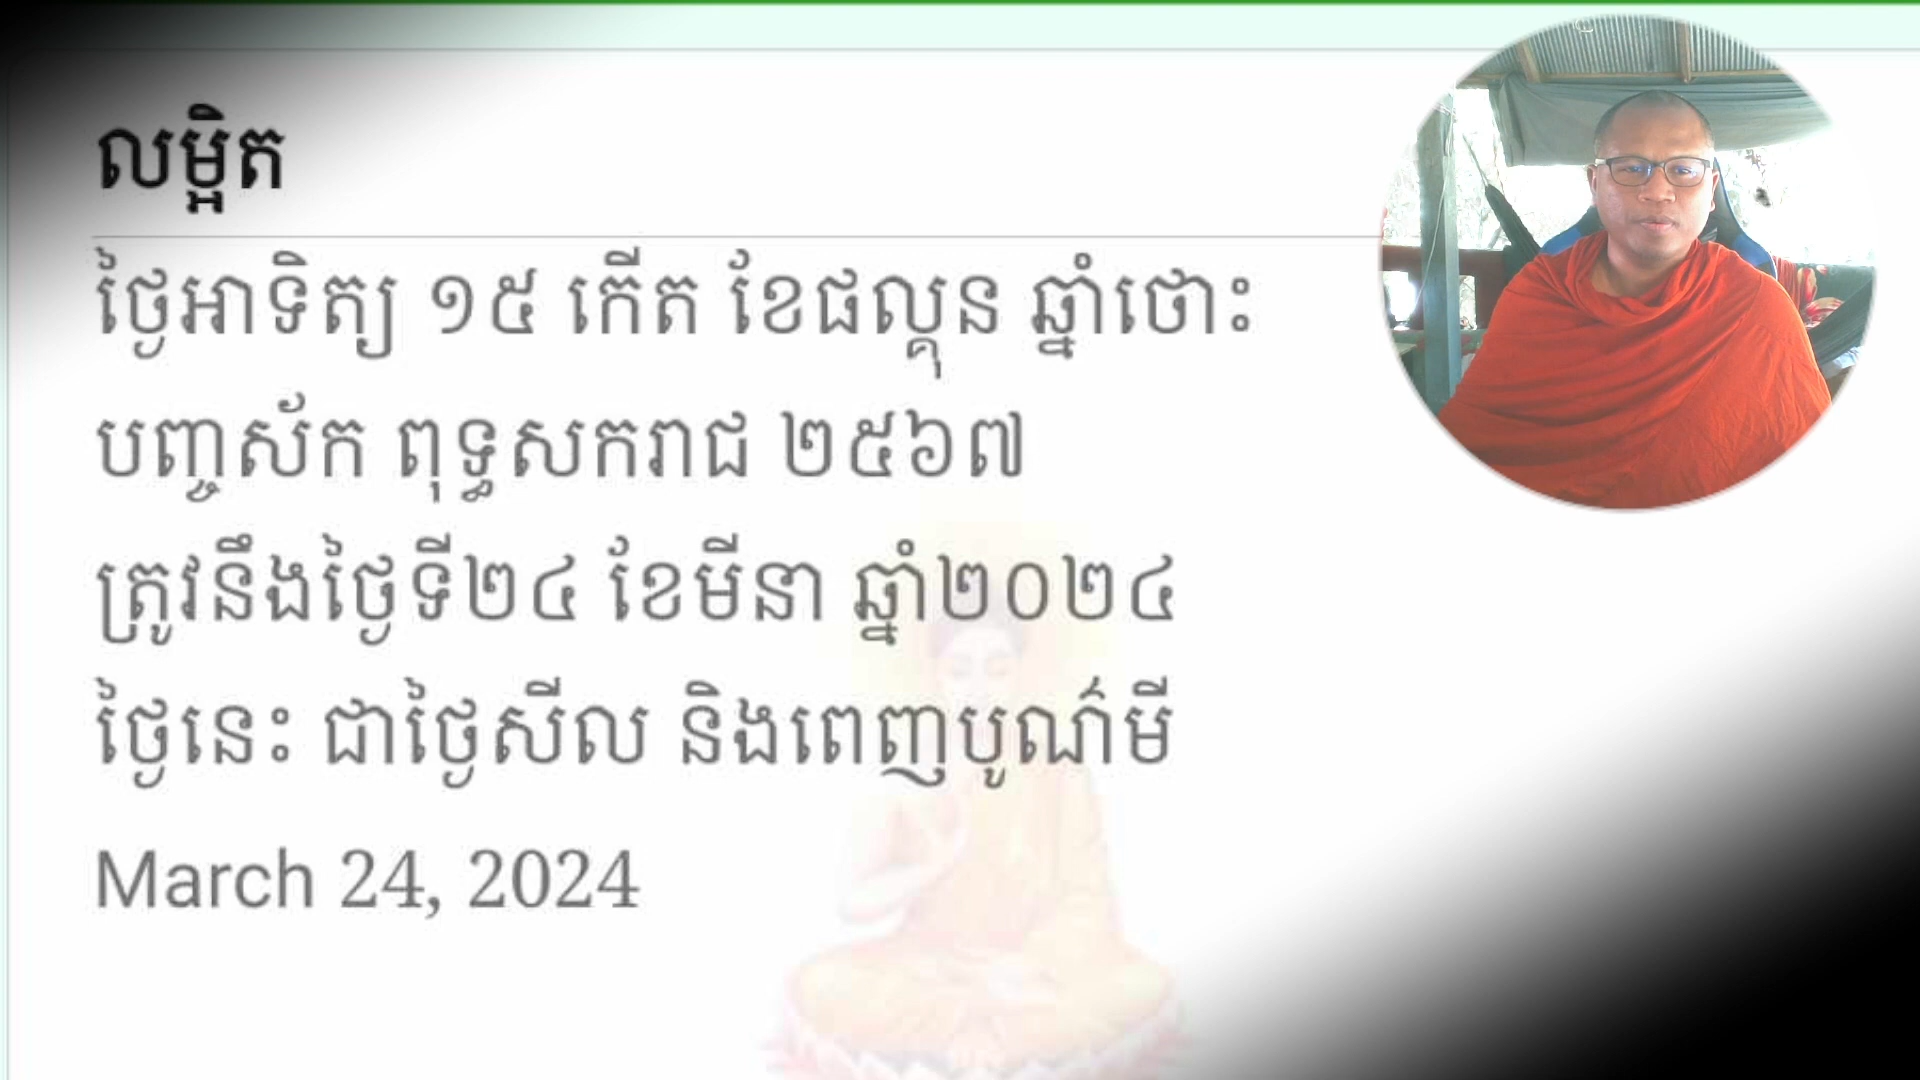 លម្អិត
ថ្ងៃអាទិត្យ ១៥ កើត ខែផល្គុន ឆ្នាំថោះ
បញ្ចស័ក ពុទ្ធសករាជ ២៥៦៧
ត្រូវនឹងថ្ងៃទី២៤ ខែមីនា ឆ្នាំ២០២៤
ថ្ងៃនេះ ជាថ្ងៃសីល និងពេញបូណ៌មី
March 24, 2024